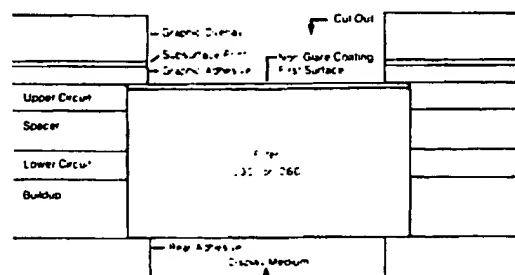 Cut Out
Graphic Overlay
Subsurface Print
Graphic Adhesive
Non Glare Coating
First Surface
Upper Circuit
Spacer
Lower Circuit
Buildup
Filter
Rear Adhesive
Display Medium